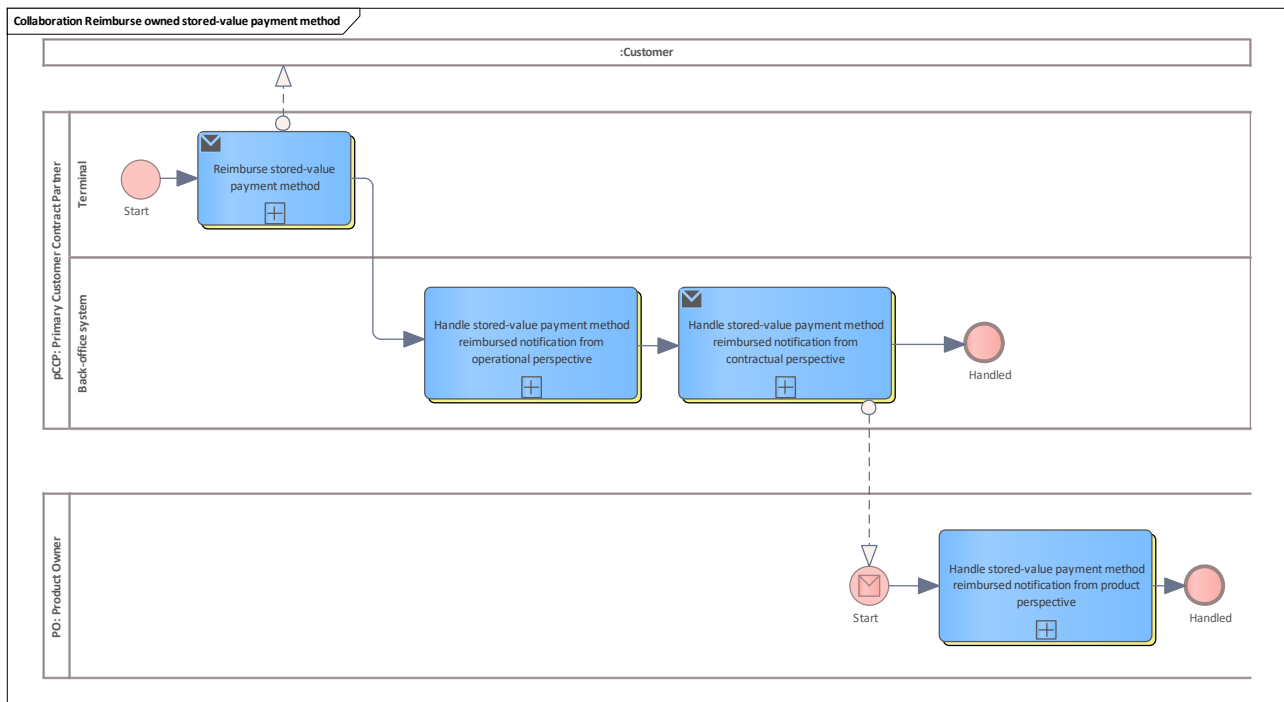 Collaboration Reimburse owned stored-value payment method
:Customer
pCCP: Primary Customer Contract Partner
Terminal
Start
Reimburse stored-value
payment method
Back-office system
Handle stored-value payment method
reimbursed notification from
operational perspective
Handle stored-value payment method
reimbursed notification from
contractual perspective
Handled
PO: Product Owner
Start
Handle stored-value payment method
reimbursed notification from product
perspective
Handled